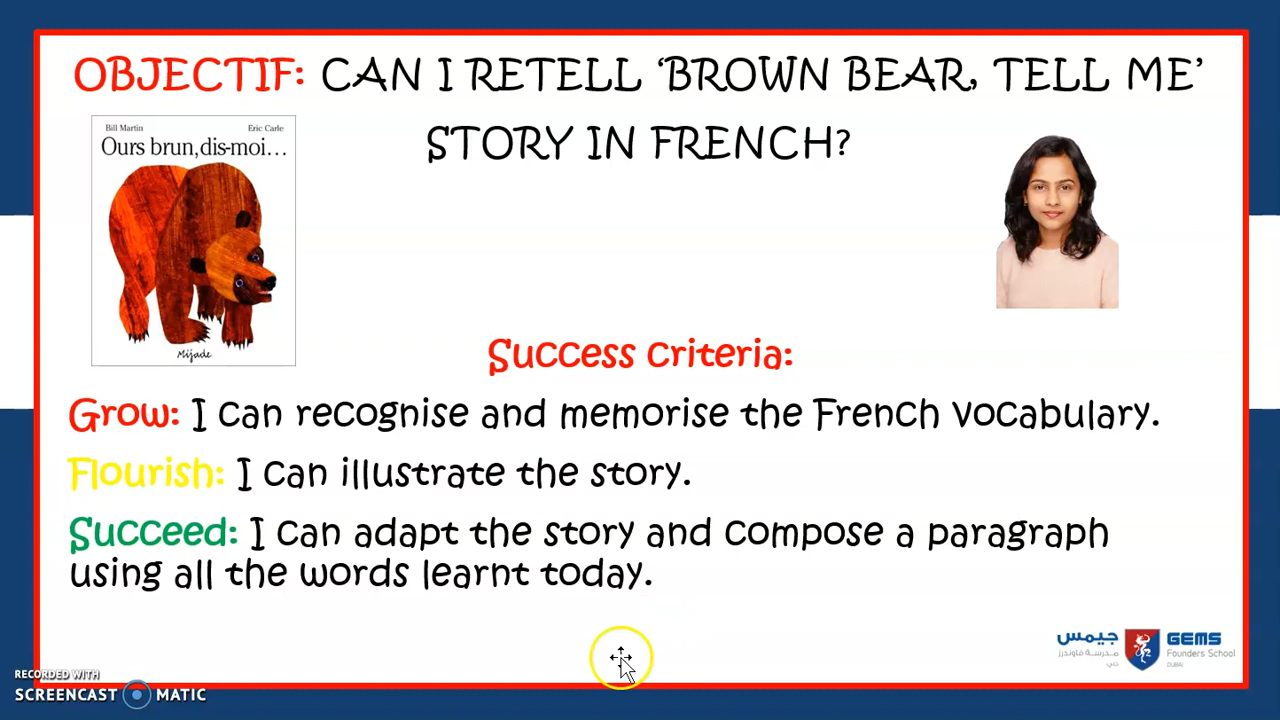 OBJECTIF: CAN I RETELL ‘BROWN BEAR, TELL ME’
STORY IN FRENCH?
Bill Martin
Eric Carle
Ours brun, dis-moi...
Mijade
Success criteria:
Grow: I can recognise and memorise the French vocabulary.
Flourish: I can illustrate the story.
Succeed: I can adapt the story and compose a paragraph
using all the words learnt today.
جيمس
مدرسة فاوندرز
دبي
GEMS
Founders School
DUBAI
RECORDED WITH
SCREENCAST MATIC